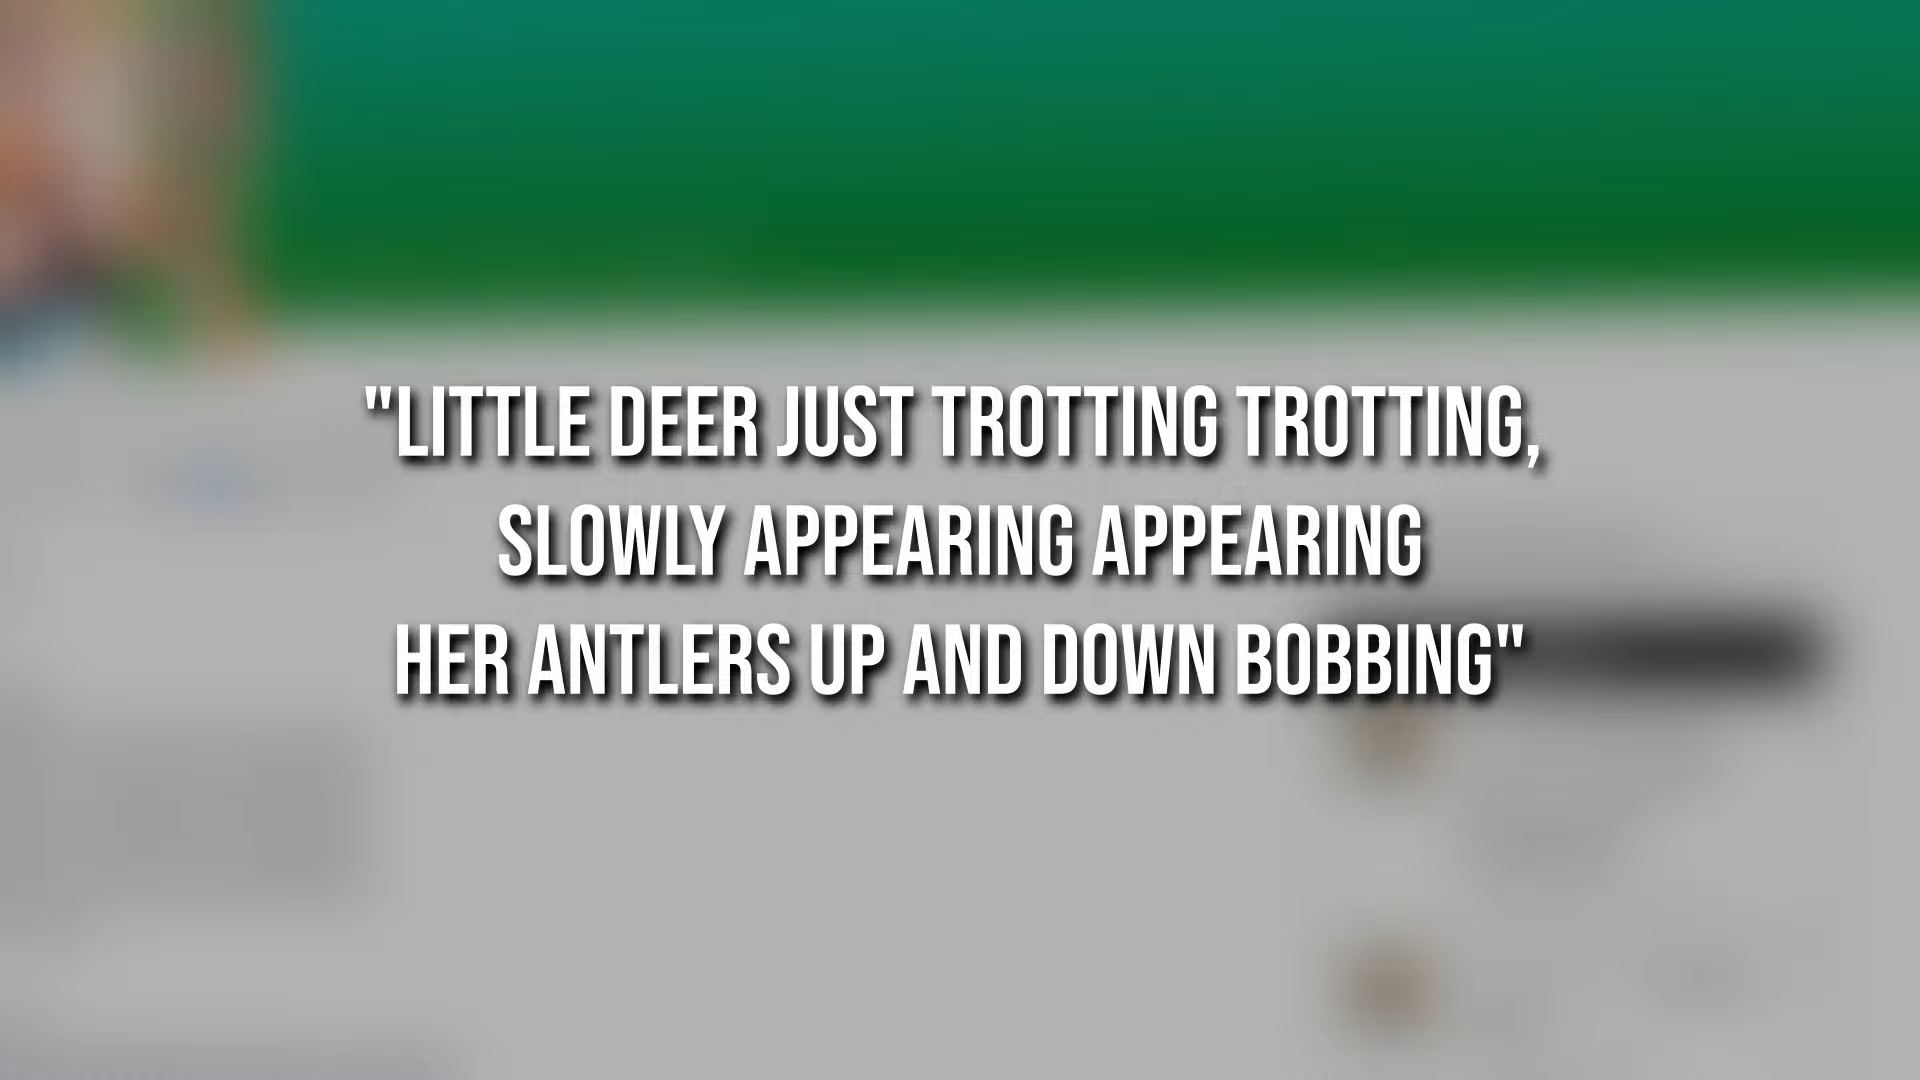 "LITTLE DEER JUST TROTTING TROTTING,
SLOWLY APPEARING APPEARING
HER ANTLERS UP AND DOWN BOBBING"